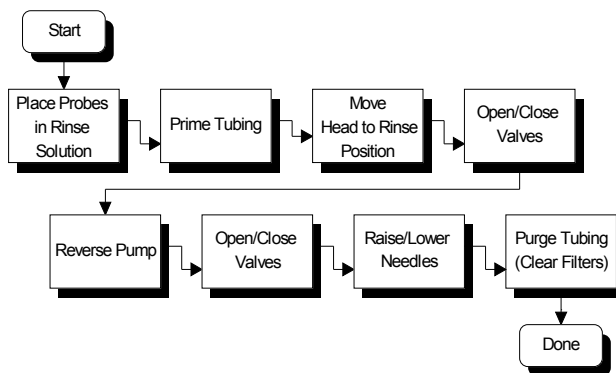 Start
Place Probes
in Rinse
Solution
Prime Tubing
Move
Head to Rinse
Position
Open/Close
Valves
Reverse Pump
Open/Close
Valves
Raise/Lower
Needles
Purge Tubing
(Clear Filters)
Done